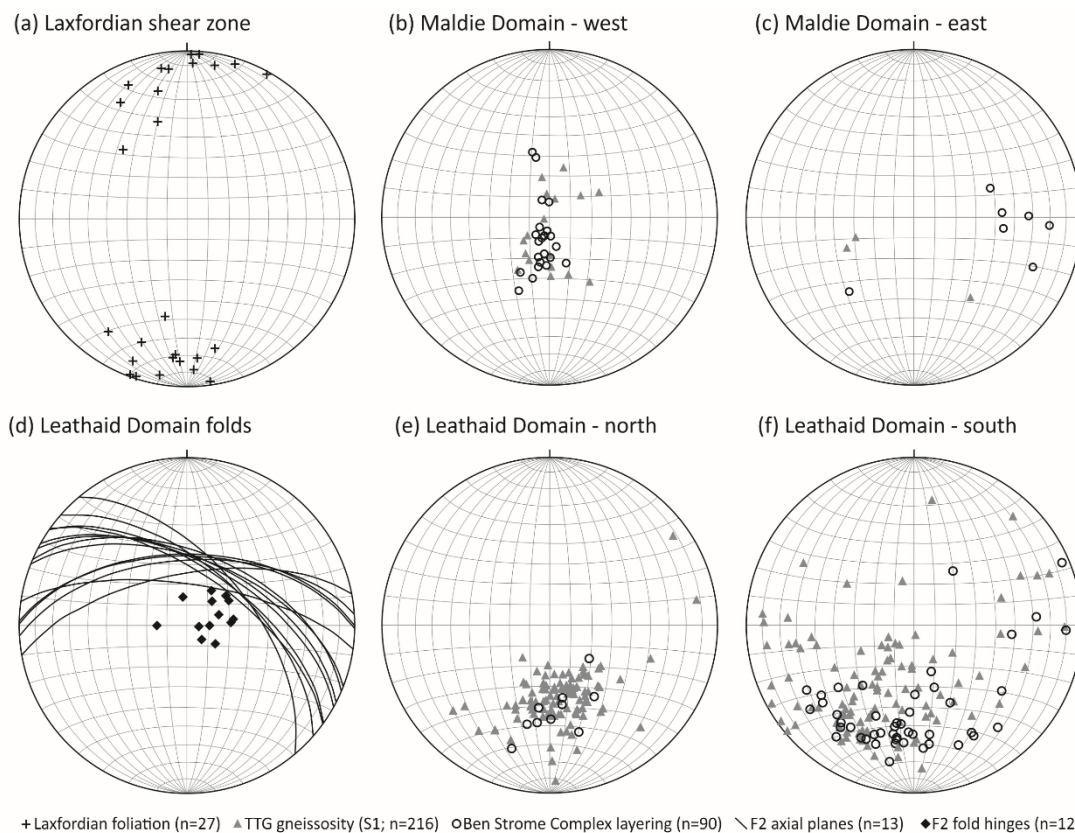 (a) Laxfordian shear zone
(b) Maldie Domain - west
(c) Maldie Domain - east
(d) Leathaid Domain folds
(e) Leathaid Domain - north
(f) Leathaid Domain - south
Laxfordian foliation (n=27) TTG gneissosity (S1; n=216) Ben Strome Complex layering (n=90) F2 axial planes (n=13) F2 fold hinges (n=12